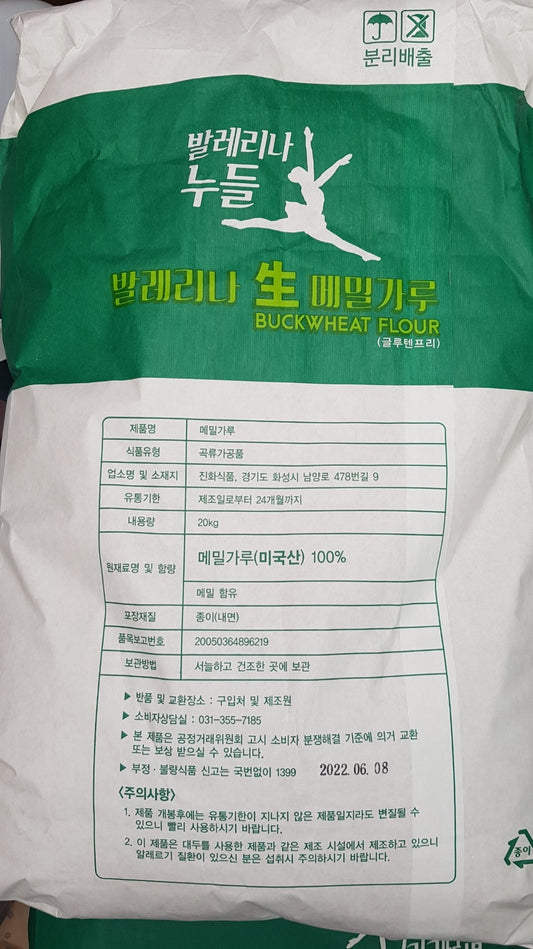 분리배출
발레리나
누들
발레리나 生 메밀가루
BUCKWHEAT FLOUR
(글루텐프리)
제품명 메밀가루
식품유형 곡류가공품
업소명 및 소재지 진화식품, 경기도 화성시 남양로 478번길 9
유통기한 제조일로부터 24개월까지
내용량 20kg
원재료명 및 함량 메밀가루(미국산) 100%
메밀 함유
포장재질 종이(내면)
품목보고번호 20050364896219
보관방법 서늘하고 건조한 곳에 보관
▶ 반품 및 교환장소 : 구입처 및 제조원
▶ 소비자상담실 : 031-355-7185
▶ 본 제품은 공정거래위원회 고시 소비자 분쟁해결 기준에 의거 교환
또는 보상 받으실 수 있습니다.
▶ 부정·불량식품 신고는 국번없이 1399 2022.06.08
<주의사항>
1. 제품 개봉후에는 유통기한이 지나지 않은 제품일지라도 변질될 수
있으니 빨리 사용하시기 바랍니다.
2. 이 제품은 대두를 사용한 제품과 같은 제조 시설에서 제조하고 있으니
알레르기 질환이 있으신 분은 섭취시 주의하시기 바랍니다.
종이